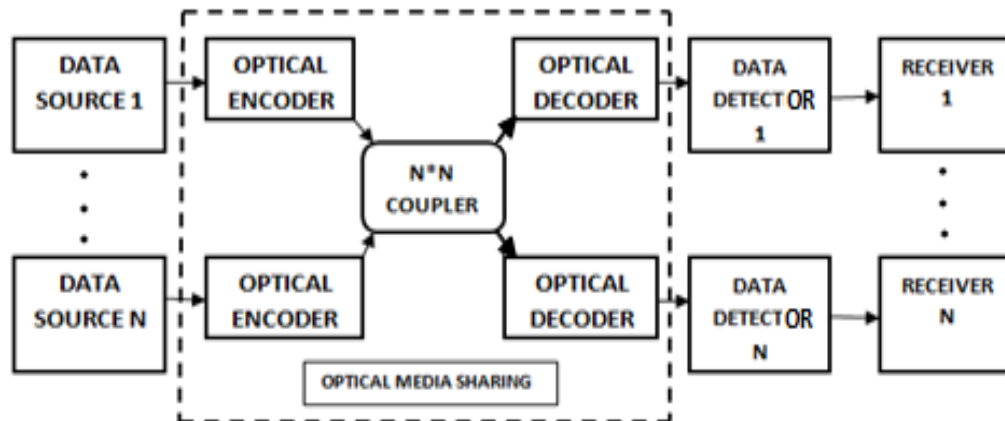 DATA
SOURCE 1
OPTICAL
ENCODER
OPTICAL
DECODER
DATA
DETECTOR
1
RECEIVER
1
N*N
COUPLER
DATA
SOURCE N
OPTICAL
ENCODER
OPTICAL
DECODER
DATA
DETECTOR
N
RECEIVER
N
OPTICAL MEDIA SHARING